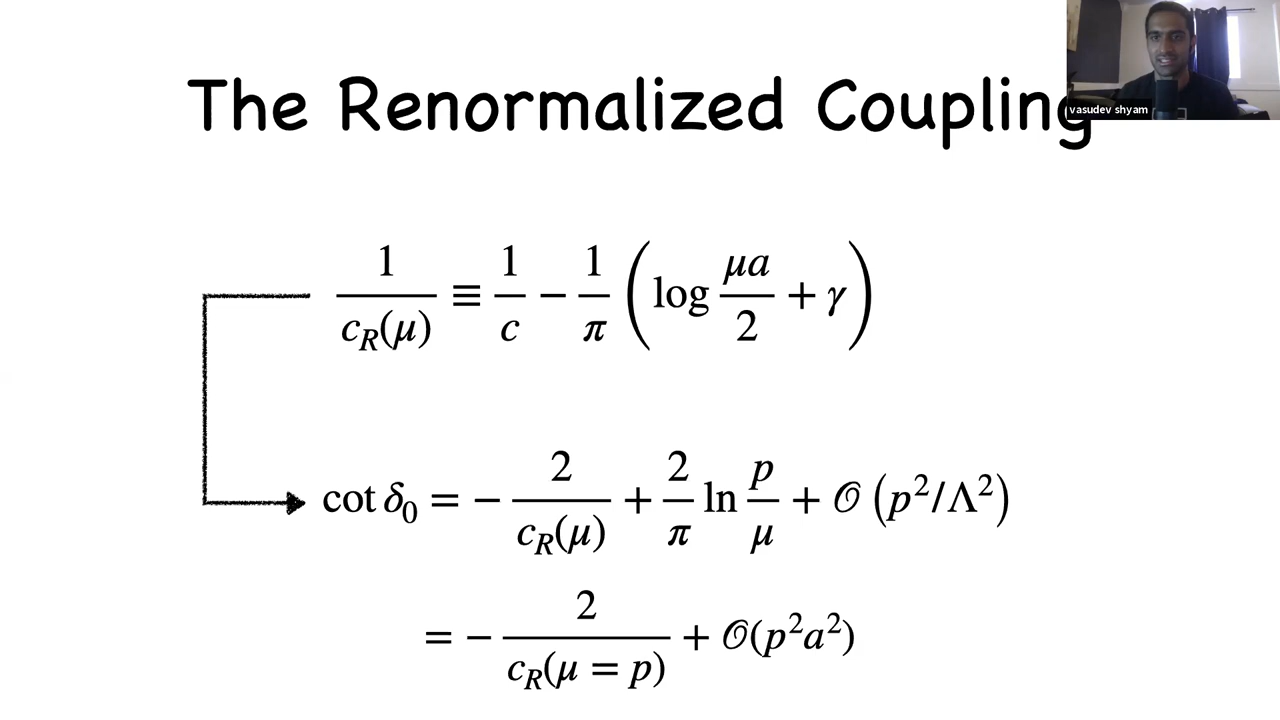 The Renormalized Coupling
vasudev shyam
1/c_R(μ) ≡ 1/c − 1/π (log μa/2 + γ)
cot δ₀ = − 2/c_R(μ) + 2/π ln p/μ + 𝒪 (p²/Λ²)
= − 2/c_R(μ = p) + 𝒪(p²a²)